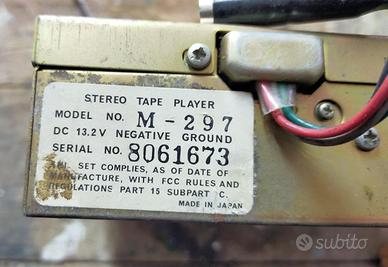 STEREO TAPE PLAYER
MODEL NO. M-297
DC 13.2 V NEGATIVE GROUND
SERIAL NO. 8061673
SET COMPLIES, AS OF DATE OF
MANUFACTURE, WITH FCC RULES AND
REGULATIONS PART 15 SUBPART C.
MADE IN JAPAN
subito